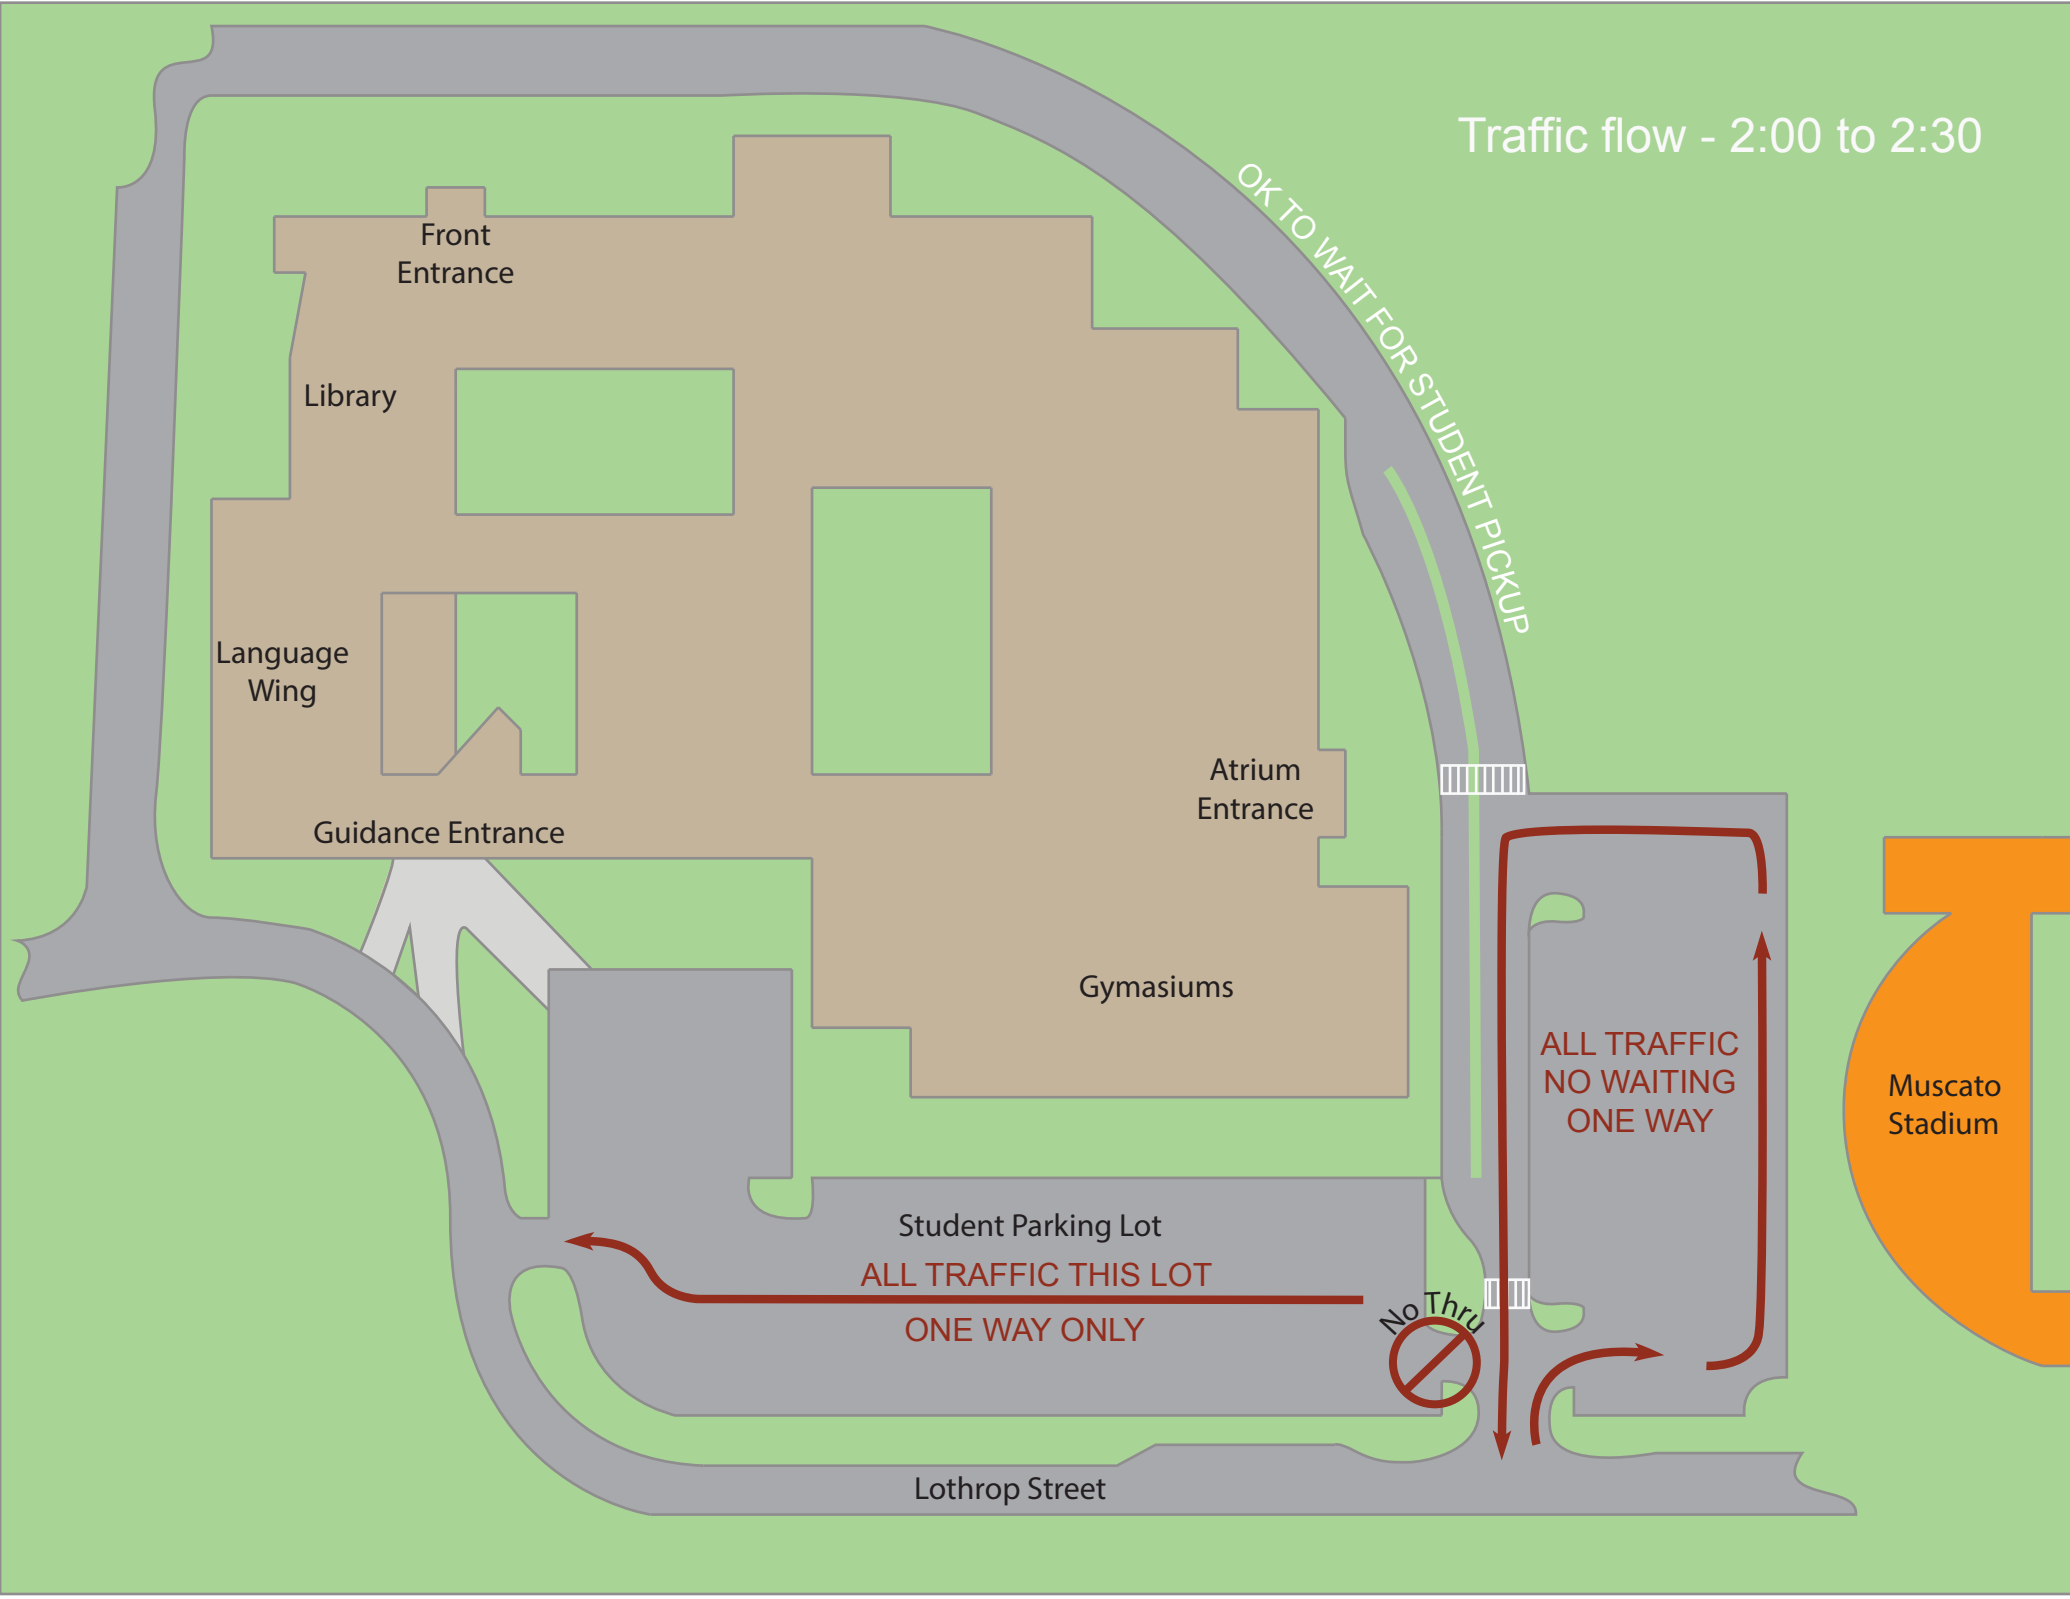 Traffic flow - 2:00 to 2:30
OK TO WAIT FOR STUDENT PICKUP
Front
Entrance
Library
Language
Wing
Guidance Entrance
Atrium
Entrance
Gymasiums
ALL TRAFFIC
NO WAITING
ONE WAY
Muscato
Stadium
Student Parking Lot
ALL TRAFFIC THIS LOT
ONE WAY ONLY
No Thru
Lothrop Street